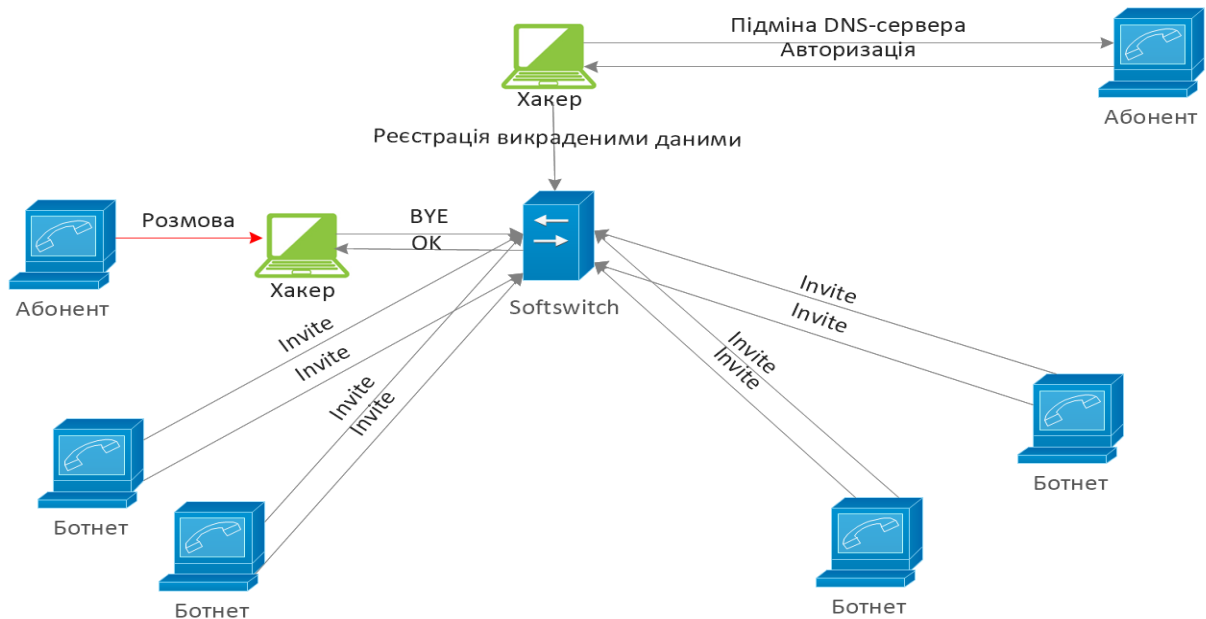 Підміна DNS-сервера
Авторизація
Хакер
Абонент
Реєстрація викраденими даними
Розмова
BYE
OK
Хакер
Абонент
Softswitch
Invite
Invite
Invite
Invite
Invite
Invite
Invite
Invite
Ботнет
Ботнет
Ботнет
Ботнет